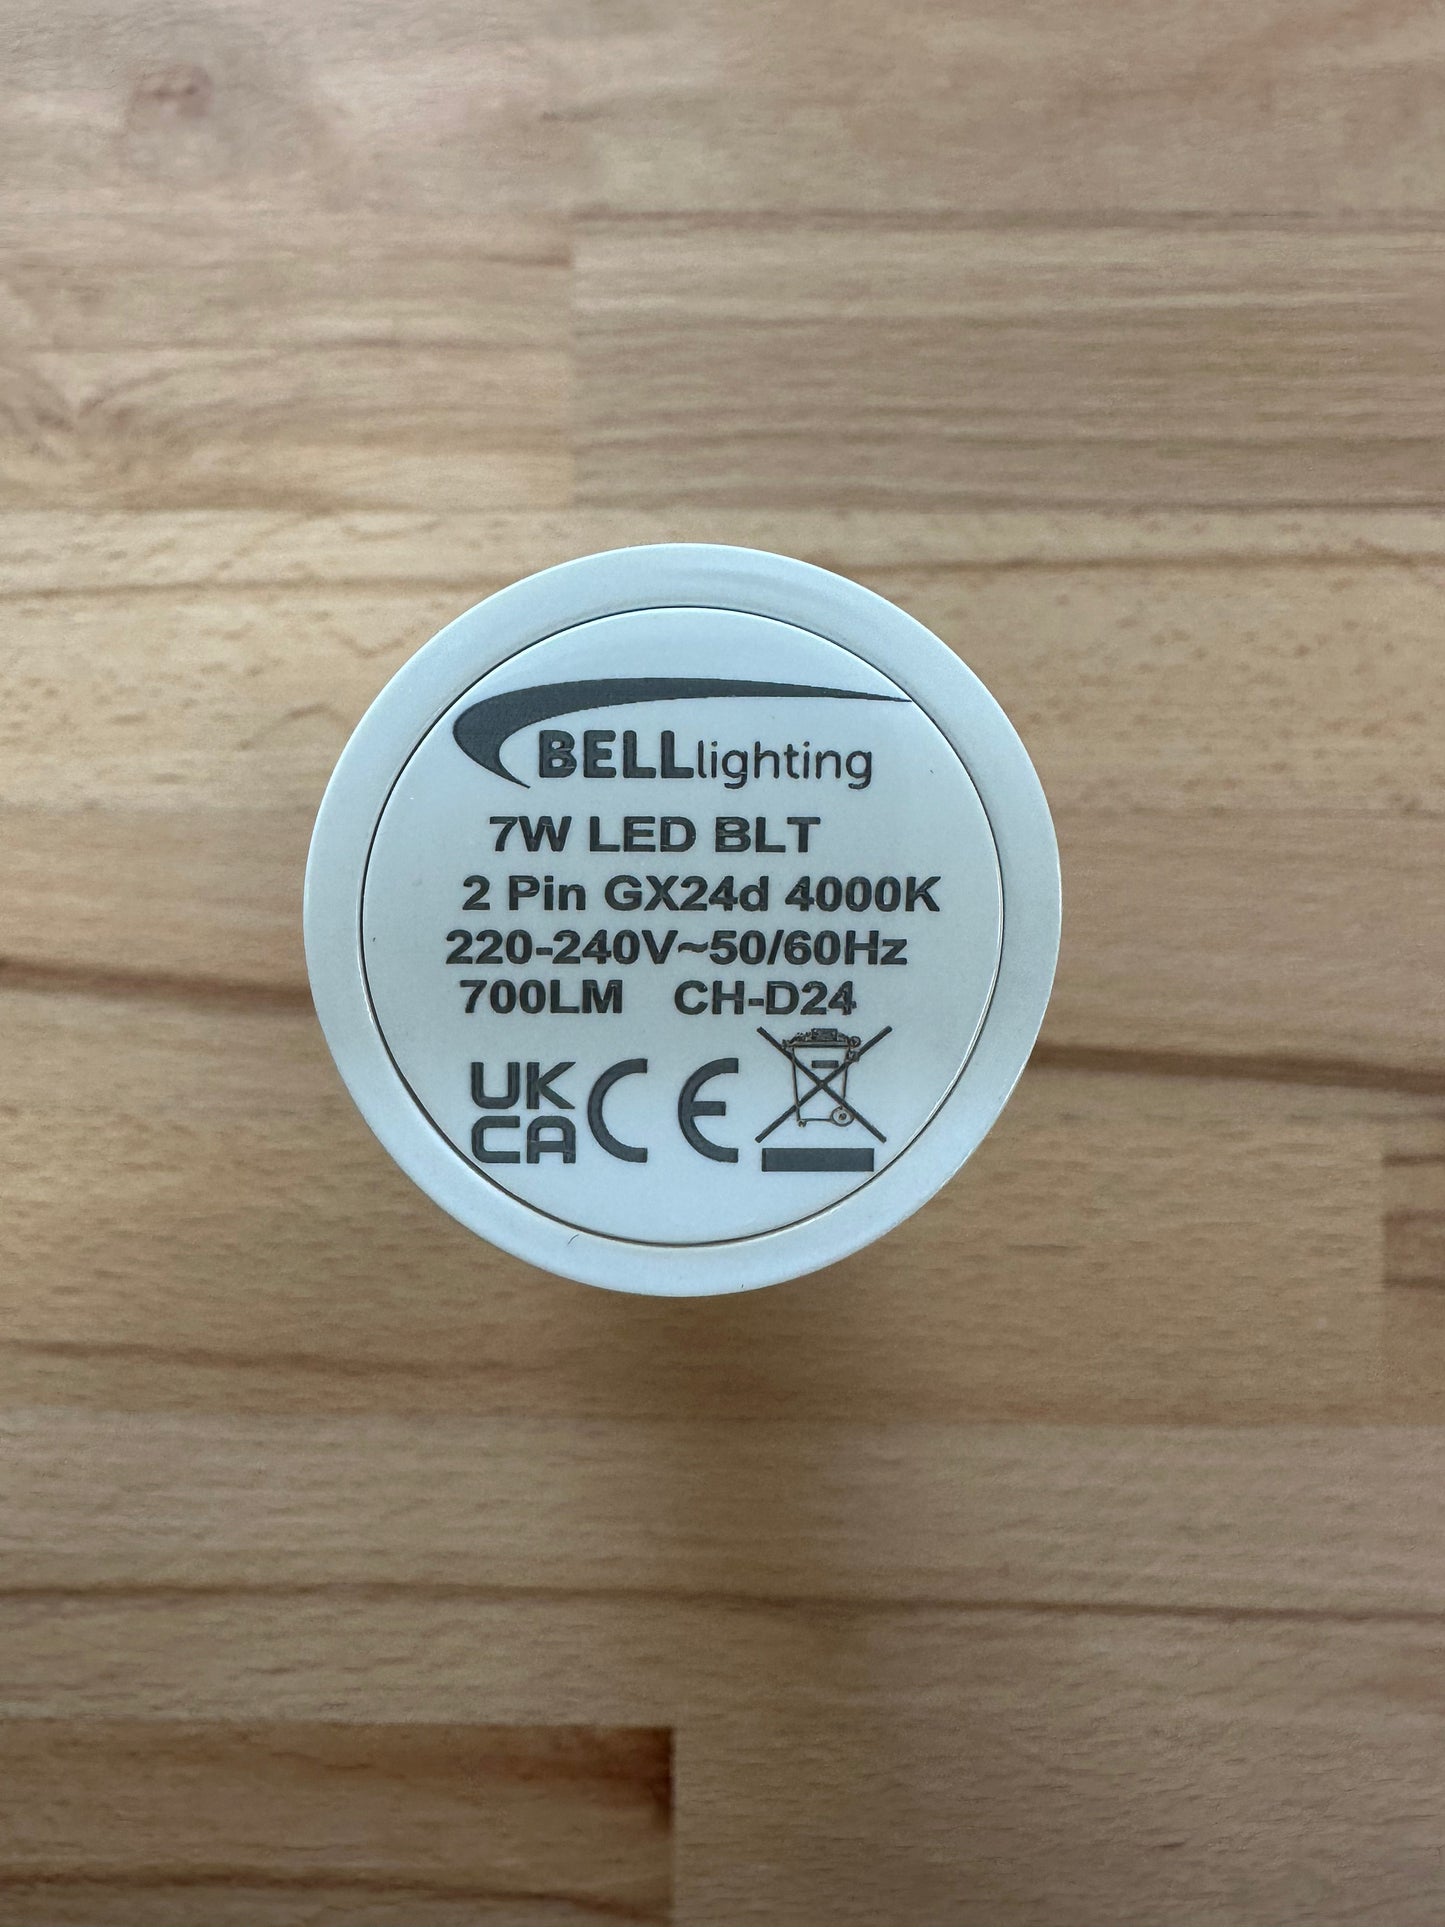 BELLlighting
7W LED BLT
2 Pin GX24d 4000K
220-240V~50/60Hz
700LM CH-D24
UK
CA CE